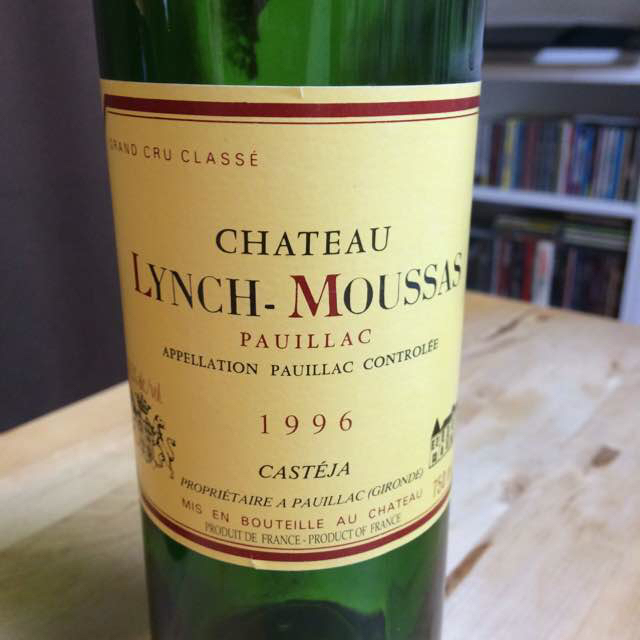 GRAND CRU CLASSÉ
CHATEAU
LYNCH-MOUSSAS
PAUILLAC
APPELLATION PAUILLAC CONTROLÉE
1996
CASTÉJA
PROPRIÉTAIRE A PAUILLAC (GIRONDE)
MIS EN BOUTEILLE AU CHATEAU
PRODUIT DE FRANCE - PRODUCT OF FRANCE